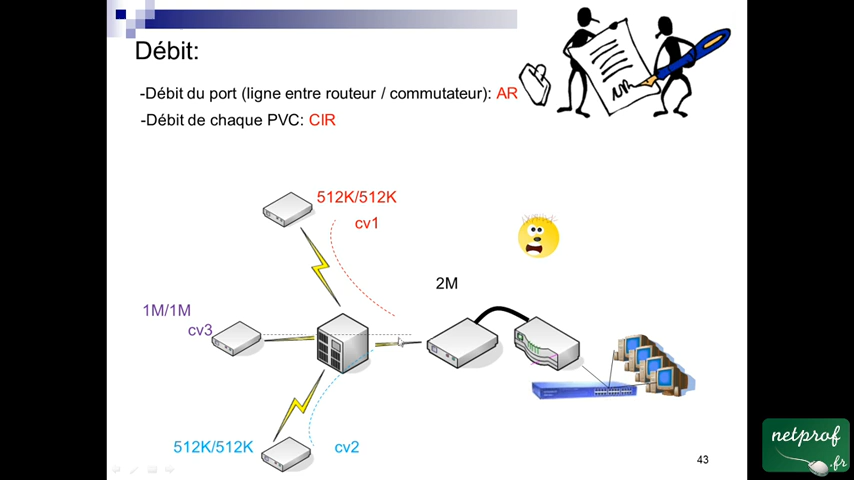 Débit:
-Débit du port (ligne entre routeur / commutateur): AR
-Débit de chaque PVC: CIR
512K/512K
cv1
2M
1M/1M
cv3
512K/512K
cv2
43
netprof
.fr